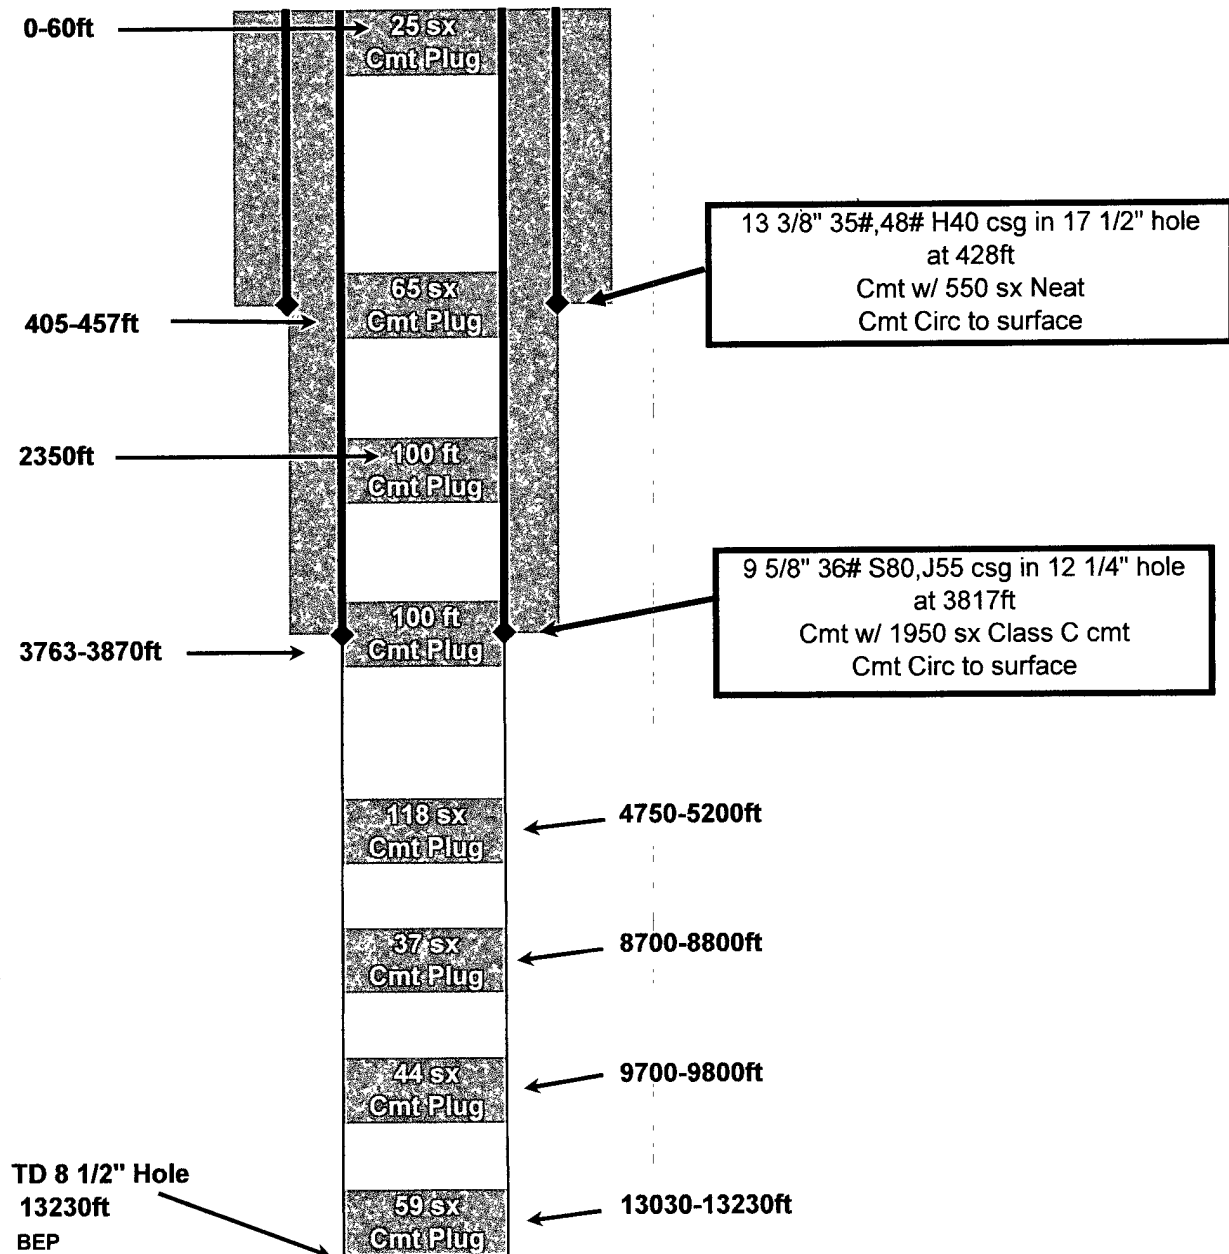 0-60ft
25 sx
Cmt Plug
13 3/8" 35#,48# H40 csg in 17 1/2" hole
at 428ft
Cmt w/ 550 sx Neat
Cmt Circ to surface
65 sx
Cmt Plug
405-457ft
2350ft
100 ft
Cmt Plug
9 5/8" 36# S80,J55 csg in 12 1/4" hole
at 3817ft
Cmt w/ 1950 sx Class C cmt
Cmt Circ to surface
100 ft
Cmt Plug
3763-3870ft
118 sx
Cmt Plug
4750-5200ft
37 sx
Cmt Plug
8700-8800ft
44 sx
Cmt Plug
9700-9800ft
TD 8 1/2" Hole
13230ft
BEP
59 sx
Cmt Plug
13030-13230ft